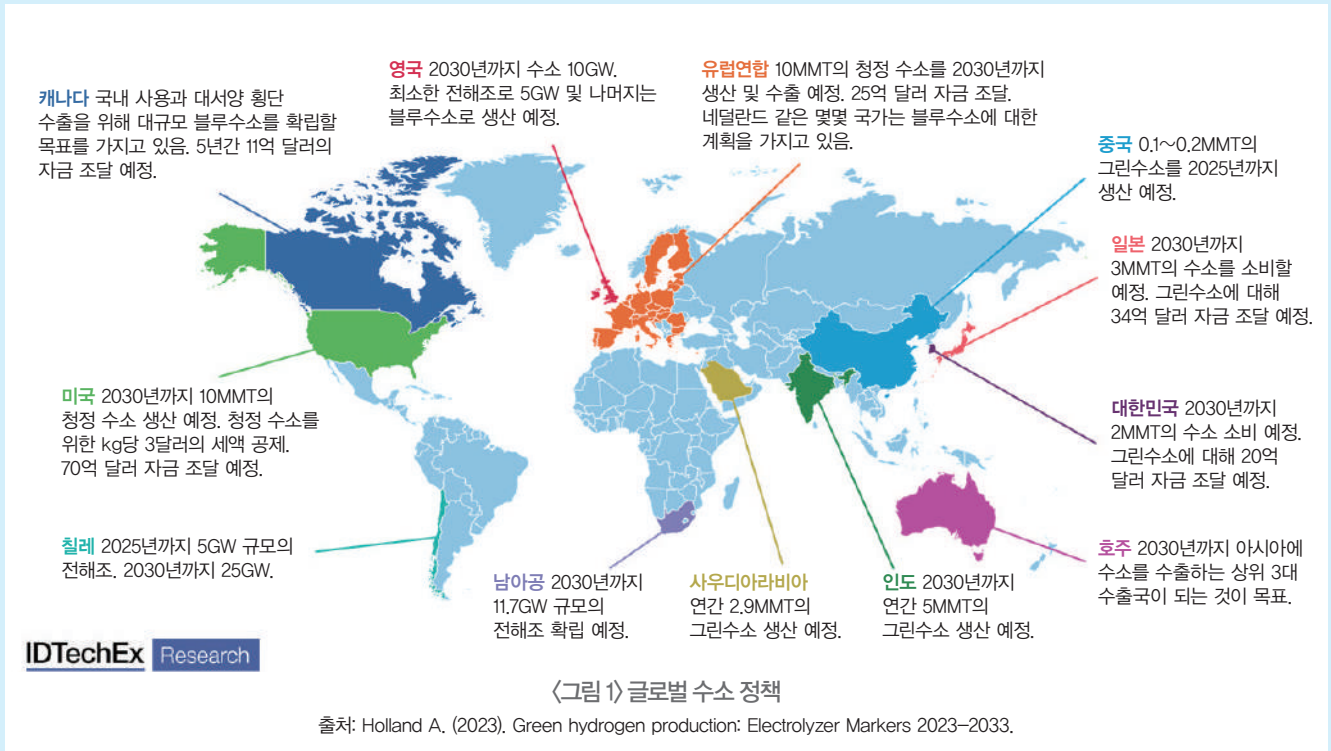 캐나다 국내 사용과 대서양 횡단
수출을 위해 대규모 블루수소를 확립할
목표를 가지고 있음. 5년간 11억 달러의
자금 조달 예정.
영국 2030년까지 수소 10GW.
최소한 전해조로 5GW 및 나머지는
블루수소로 생산 예정.
유럽연합 10MMT의 청정 수소를 2030년까지
생산 및 수출 예정. 25억 달러 자금 조달.
네덜란드 같은 몇몇 국가는 블루수소에 대한
계획을 가지고 있음.
중국 0.1~0.2MMT의
그린수소를 2025년까지
생산 예정.
일본 2030년까지
3MMT의 수소를 소비할
예정. 그린수소에 대해
34억 달러 자금 조달 예정.
미국 2030년까지 10MMT의
청정 수소 생산 예정. 청정 수소를
위한 kg당 3달러의 세액 공제.
70억 달러 자금 조달 예정.
대한민국 2030년까지
2MMT의 수소 소비 예정.
그린수소에 대해 20억
달러 자금 조달 예정.
칠레 2025년까지 5GW 규모의
전해조. 2030년까지 25GW.
남아공 2030년까지
11.7GW 규모의
전해조 확립 예정.
사우디아라비아
연간 2.9MMT의
그린수소 생산 예정.
인도 2030년까지
연간 5MMT의
그린수소 생산 예정.
호주 2030년까지 아시아에
수소를 수출하는 상위 3대
수출국이 되는 것이 목표.
IDTechEx Research
〈그림 1〉 글로벌 수소 정책
출처: Holland A. (2023). Green hydrogen production: Electrolyzer Markers 2023–2033.